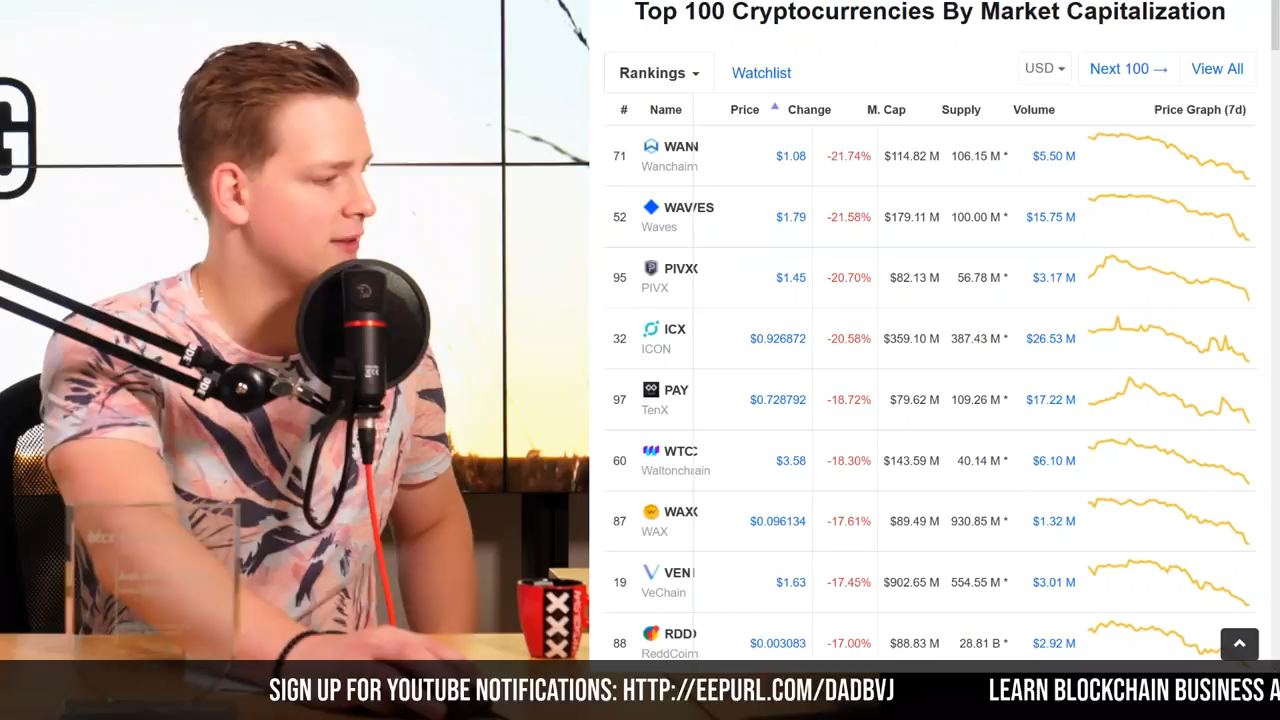 Top 100 Cryptocurrencies By Market Capitalization
Rankings Watchlist USD Next 100 → View All
# Name Price Change M. Cap Supply Volume Price Graph (7d)
71 WAN $1.08 -21.74% $114.82 M 106.15 M * $5.50 M
Wanchain
52 WAVES $1.79 -21.58% $179.11 M 100.00 M * $15.75 M
Waves
95 PIVX $1.45 -20.70% $82.13 M 56.78 M * $3.17 M
PIVX
32 ICX $0.926872 -20.58% $359.10 M 387.43 M * $26.53 M
ICON
97 PAY $0.728792 -18.72% $79.62 M 109.26 M * $17.22 M
TenX
60 WTC $3.58 -18.30% $143.59 M 40.14 M * $6.10 M
Waltonchain
87 WAX $0.096134 -17.61% $89.49 M 930.85 M * $1.32 M
WAX
19 VEN $1.63 -17.45% $902.65 M 554.55 M * $3.01 M
VeChain
88 RDD $0.003083 -17.00% $88.83 M 28.81 B * $2.92 M
ReddCoin
G
RØDE
RØDE
XXX
SIGN UP FOR YOUTUBE NOTIFICATIONS: HTTP://EEPURL.COM/DADBVJ LEARN BLOCKCHAIN BUSINESS A